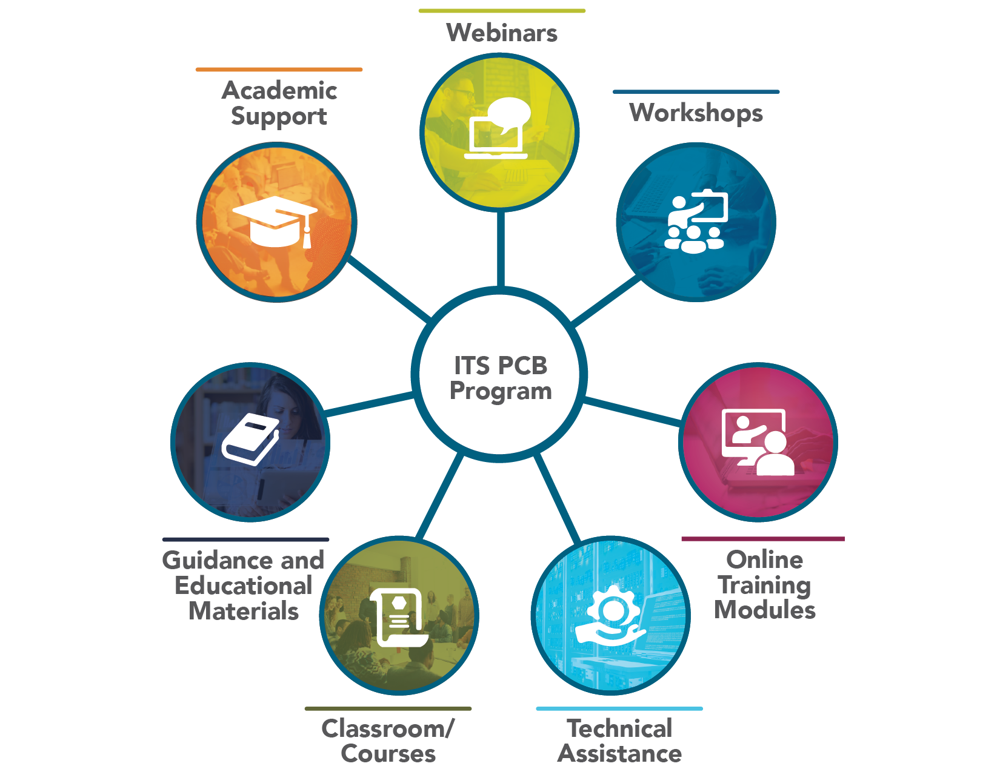 Webinars
Academic
Support
Workshops
ITS PCB
Program
Guidance and
Educational
Materials
Online
Training
Modules
Classroom/
Courses
Technical
Assistance